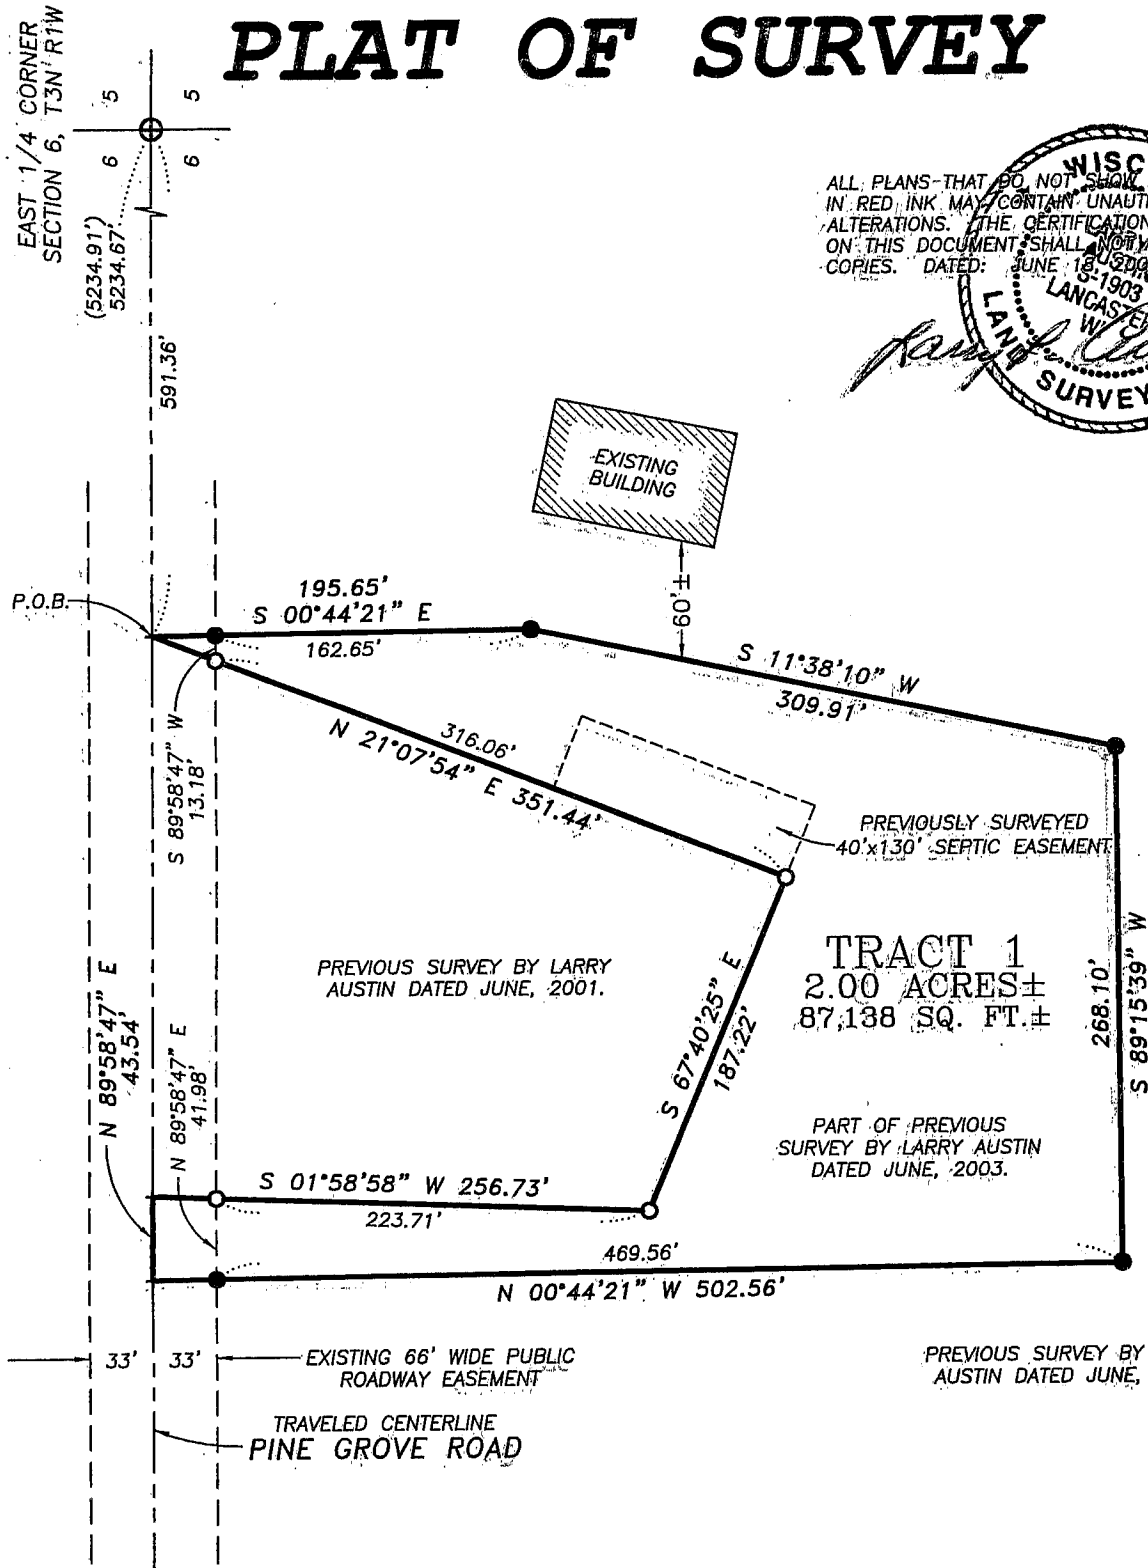 PLAT OF SURVEY
EAST 1/4 CORNER
SECTION 6, T3N R1W
5
5
6
6
(5234.91')
5234.67'
591.36'
ALL PLANS THAT DO NOT SHOW
IN RED INK MAY CONTAIN
ALTERATIONS. THE CERTIFICATION
ON THIS DOCUMENT SHALL NOT
COPIES. DATED: JUNE 18,
S-1903
LANCASTER
LAND
EXISTING
BUILDING
60'±
P.O.B.
195.65'
S 00°44'21" E
162.65'
S 11°38'10" W
309.91'
316.06'
N 21°07'54" E 351.44'
S 89°58'47" W
13.18'
PREVIOUSLY SURVEYED
40'x130' SEPTIC EASEMENT
PREVIOUS SURVEY BY LARRY
AUSTIN DATED JUNE, 2001.
TRACT 1
2.00 ACRES±
87,138 SQ. FT.±
268.10'
S 89°15'39" W
N 89°58'47" E
43.54'
N 89°58'47" E
41.98'
S 67°40'25" E
187.22'
PART OF PREVIOUS
SURVEY BY LARRY AUSTIN
DATED JUNE, 2003.
S 01°58'58" W 256.73'
223.71'
469.56'
N 00°44'21" W 502.56'
33'
33'
EXISTING 66' WIDE PUBLIC
ROADWAY EASEMENT
PREVIOUS SURVEY BY
AUSTIN DATED JUNE,
TRAVELED CENTERLINE
PINE GROVE ROAD